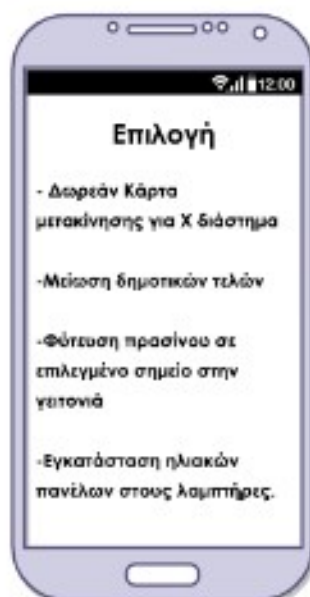 12:00
Επιλογή
- Δωρεάν Κάρτα
μετακίνησης για Χ διάστημα
-Μείωση δημοτικών τελών
-Φύτευση πρασίνου σε
επιλεγμένο σημείο στην
γειτονιά
-Εγκατάσταση ηλιακών
πανέλων στους λαμπτήρες.